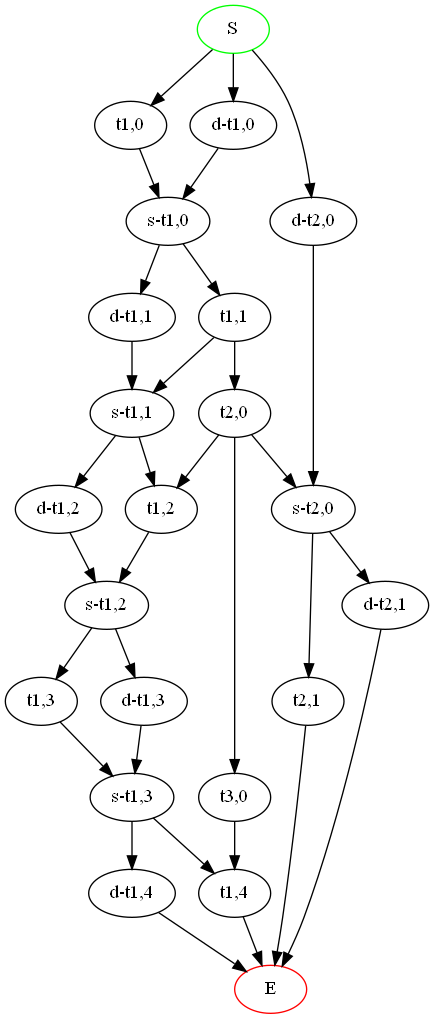 S
t1,0
d-t1,0
s-t1,0
d-t2,0
d-t1,1
t1,1
s-t1,1
t2,0
d-t1,2
t1,2
s-t2,0
s-t1,2
d-t2,1
t1,3
d-t1,3
t2,1
s-t1,3
t3,0
d-t1,4
t1,4
E